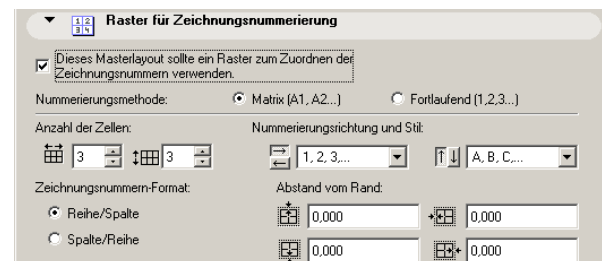 Raster für Zeichnungsnummerierung
Dieses Masterlayout sollte ein Raster zum Zuordnen der
Zeichnungsnummern verwenden.
Nummerierungsmethode: Matrix (A1, A2...) Fortlaufend (1,2,3...)
Anzahl der Zellen: Nummerierungsrichtung und Stil:
3 3 1, 2, 3,... A, B, C,...
Zeichnungsnummern-Format: Abstand vom Rand:
Reihe/Spalte 0,000 0,000
Spalte/Reihe 0,000 0,000